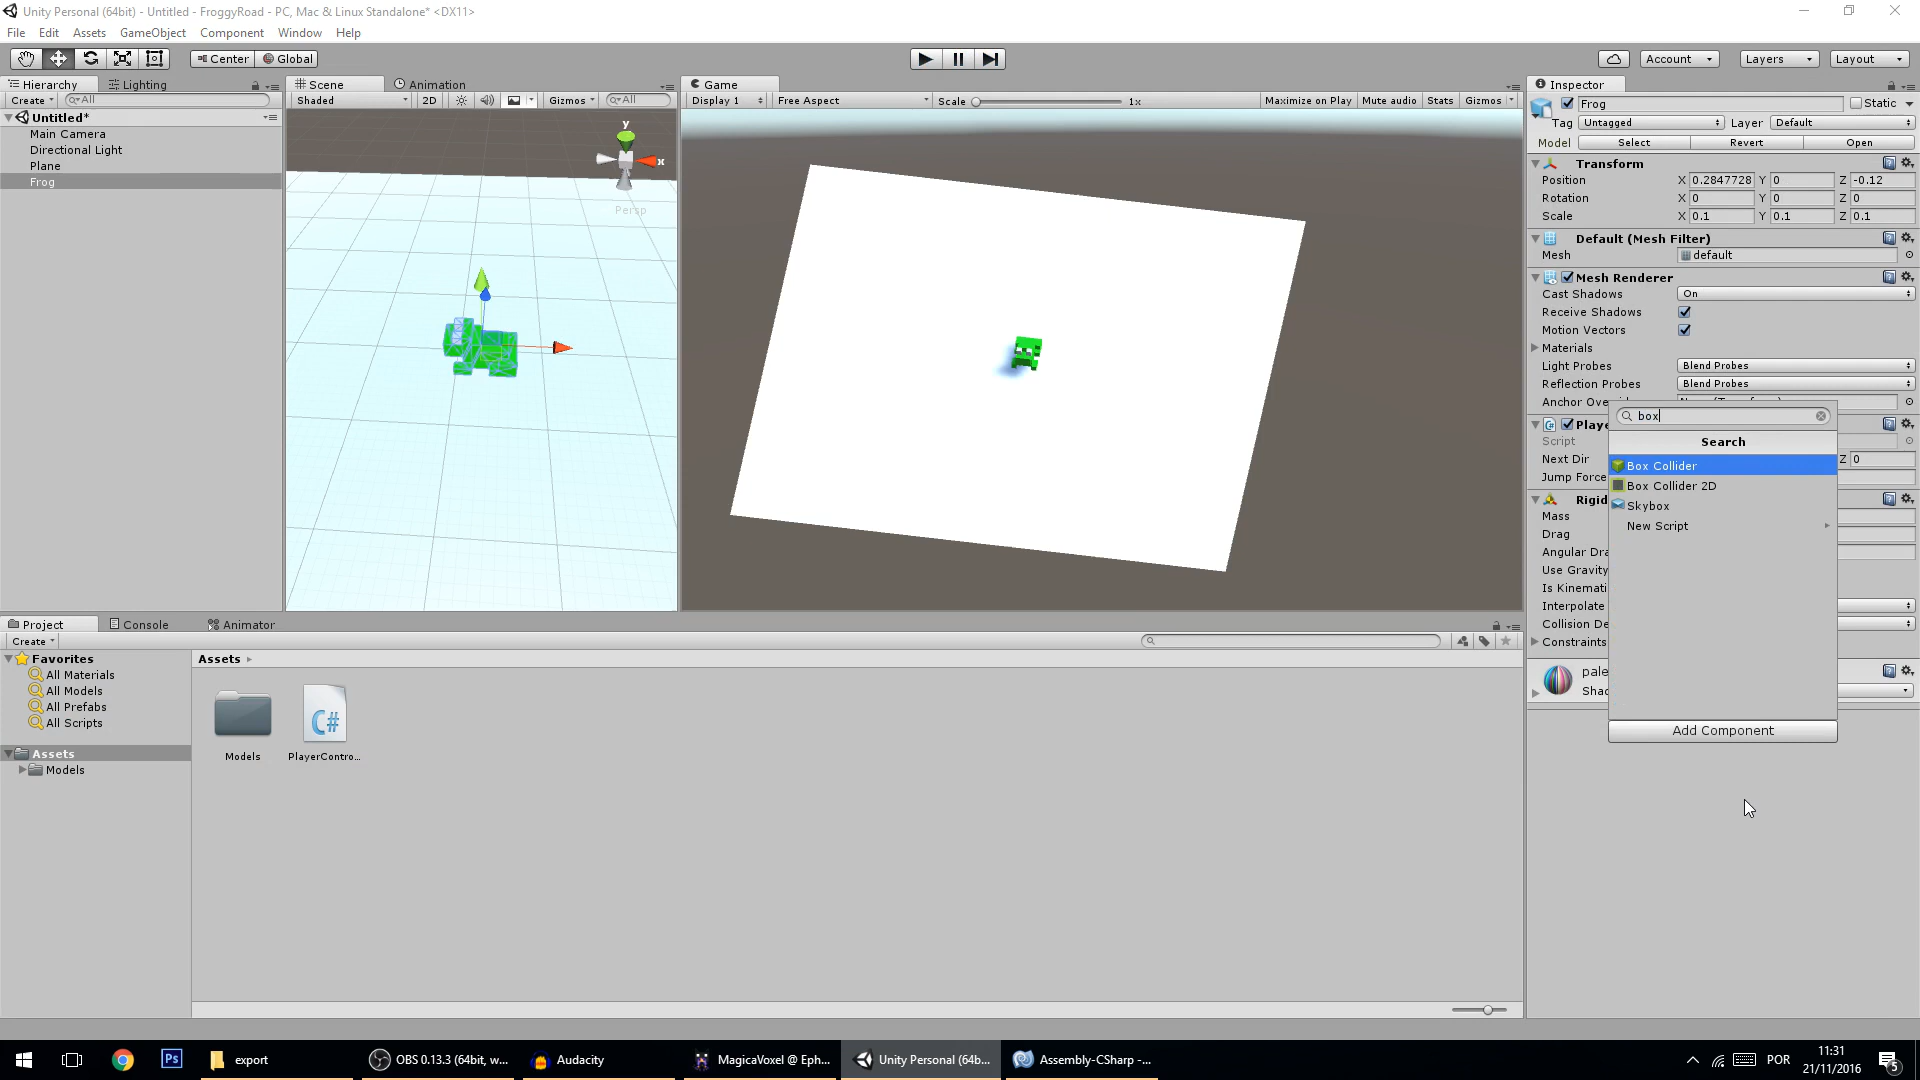 Unity Personal (64bit) - Untitled - FroggyRoad - PC, Mac & Linux Standalone* <DX11>
File Edit Assets GameObject Component Window Help
Center Global Account Layers Layout
Hierarchy Lighting
Create All
Untitled*
Main Camera
Directional Light
Plane
Frog
Scene Animation
Shaded 2D Gizmos All
y
x
Persp
Game
Display 1 Free Aspect Scale 1x Maximize on Play Mute audio Stats Gizmos
Inspector
Frog Static
Tag Untagged Layer Default
Model Select Revert Open
Transform
Position X 0.2847728 Y 0 Z -0.12
Rotation X 0 Y 0 Z 0
Scale X 0.1 Y 0.1 Z 0.1
Default (Mesh Filter)
Mesh default
Mesh Renderer
Cast Shadows On
Receive Shadows
Motion Vectors
Materials
Light Probes Blend Probes
Reflection Probes Blend Probes
Anchor
Script
Next Dir Z 0
Jump Force
Mass
Drag
Use Gravity
Interpolate
Constraints
box
Search
Box Collider
Box Collider 2D
Skybox
New Script
Add Component
Project Console Animator
Create
Favorites
All Materials
All Models
All Prefabs
All Scripts
Assets
Models
Assets
Models
C#
PlayerContro...
export
OBS 0.13.3 (64bit, w...
Audacity
MagicaVoxel @ Eph...
Unity Personal (64b...
Assembly-CSharp -...
Ps
POR
11:31
21/11/2016
5